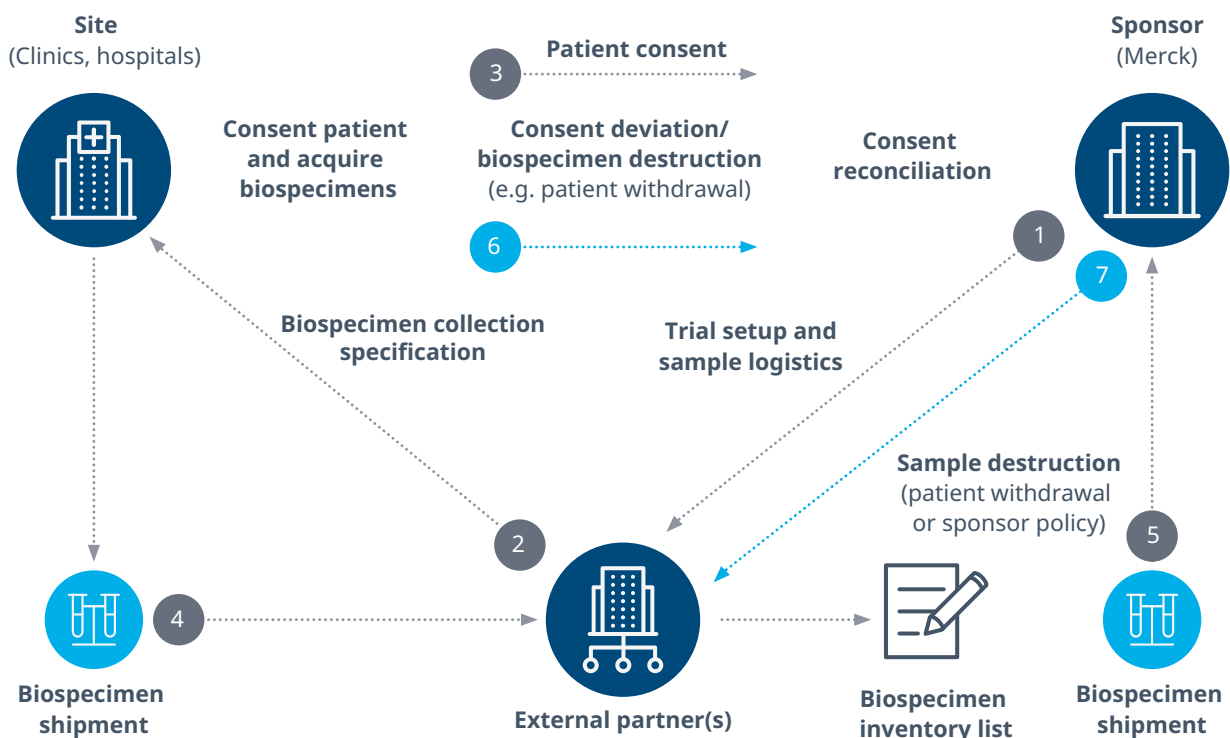 Site
(Clinics, hospitals)
Sponsor
(Merck)
3
Patient consent
Consent patient
and acquire
biospecimens
Consent deviation/
biospecimen destruction
(e.g. patient withdrawal)
Consent
reconciliation
6
1
7
Biospecimen collection
specification
Trial setup and
sample logistics
Sample destruction
(patient withdrawal
or sponsor policy)
2
5
4
Biospecimen
shipment
External partner(s)
Biospecimen
inventory list
Biospecimen
shipment